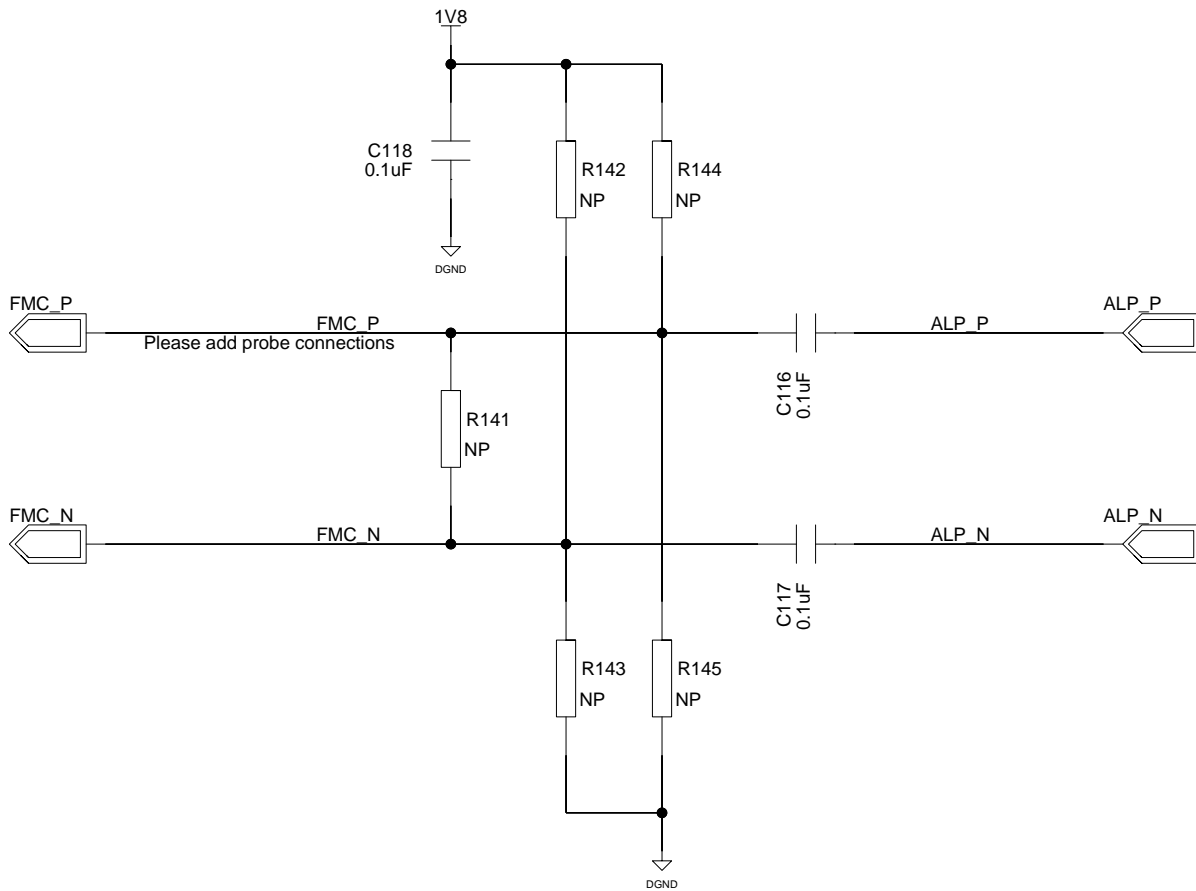 1V8
C118
0.1uF
R142
NP
R144
NP
DGND
FMC_P
FMC_P
Please add probe connections
ALP_P
ALP_P
C116
0.1uF
R141
NP
FMC_N
FMC_N
ALP_N
ALP_N
C117
0.1uF
R143
NP
R145
NP
DGND